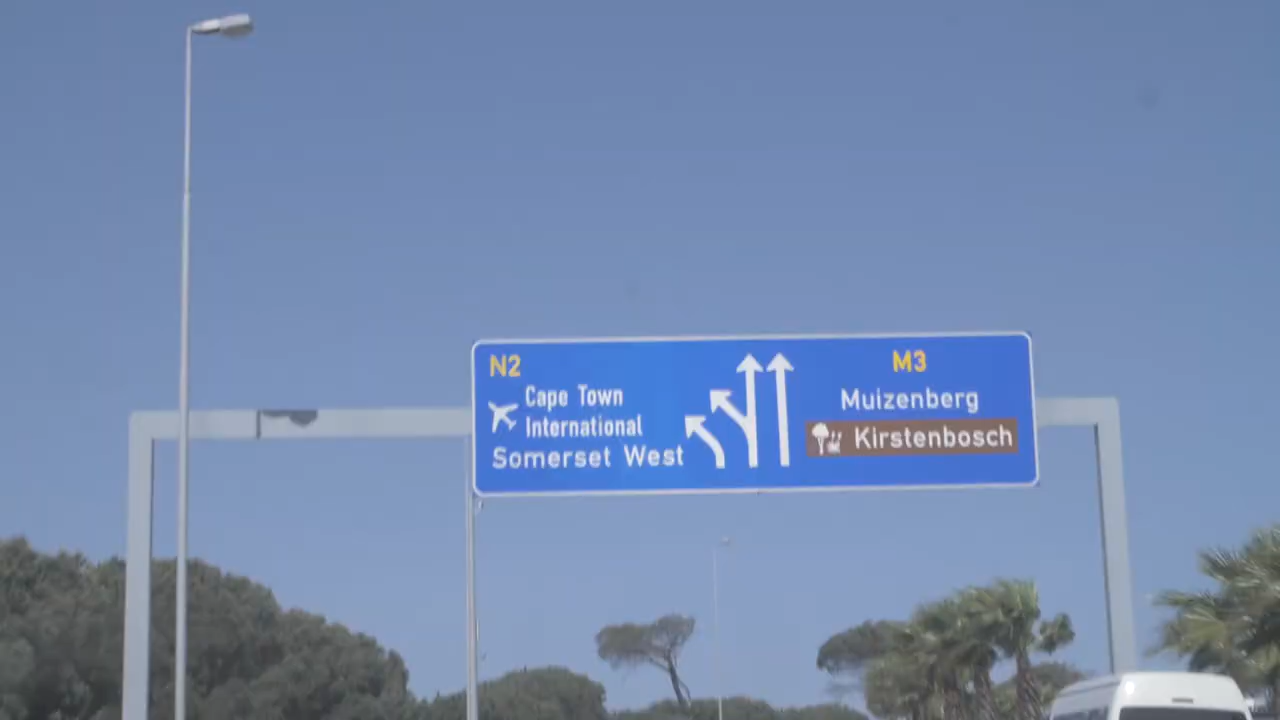 N2
Cape Town
International
Somerset West
M3
Muizenberg
Kirstenbosch